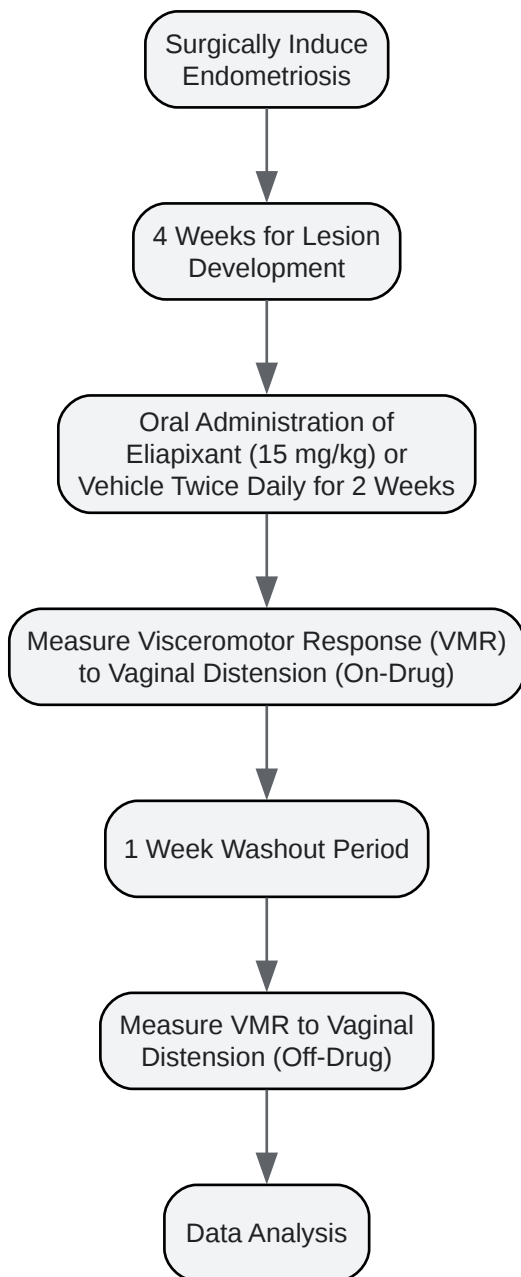 Surgically Induce
Endometriosis
4 Weeks for Lesion
Development
Oral Administration of
Eliapixant (15 mg/kg) or
Vehicle Twice Daily for 2 Weeks
Measure Visceromotor Response (VMR)
to Vaginal Distension (On-Drug)
1 Week Washout Period
Measure VMR to Vaginal
Distension (Off-Drug)
Data Analysis